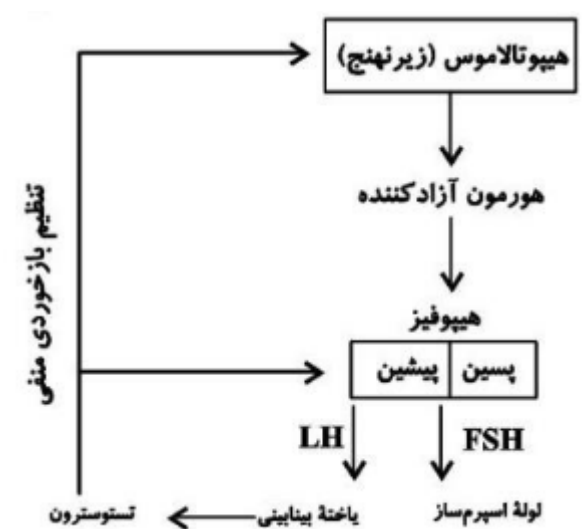 هیپوتالاموس (زیرنهنج)
هورمون آزادکننده
تنظیم بازخوردی منفی
هیپوفیز
پسین پیشین
FSH LH
لولهٔ اسپرم‌ساز یاختهٔ بینابینی تستوسترون